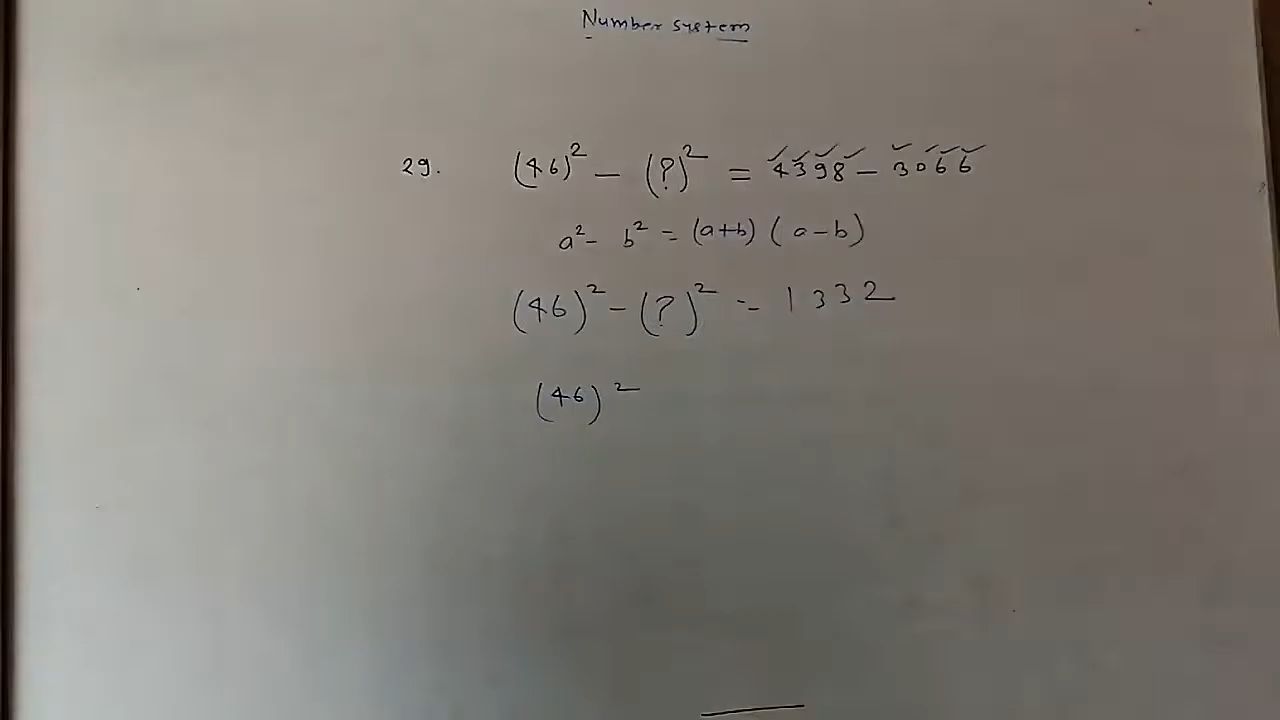 Number system
29. (46)² – (?)² = 4398 – 3066
a² – b² = (a+b) (a–b)
(46)² – (?)² = 1332
(46)²